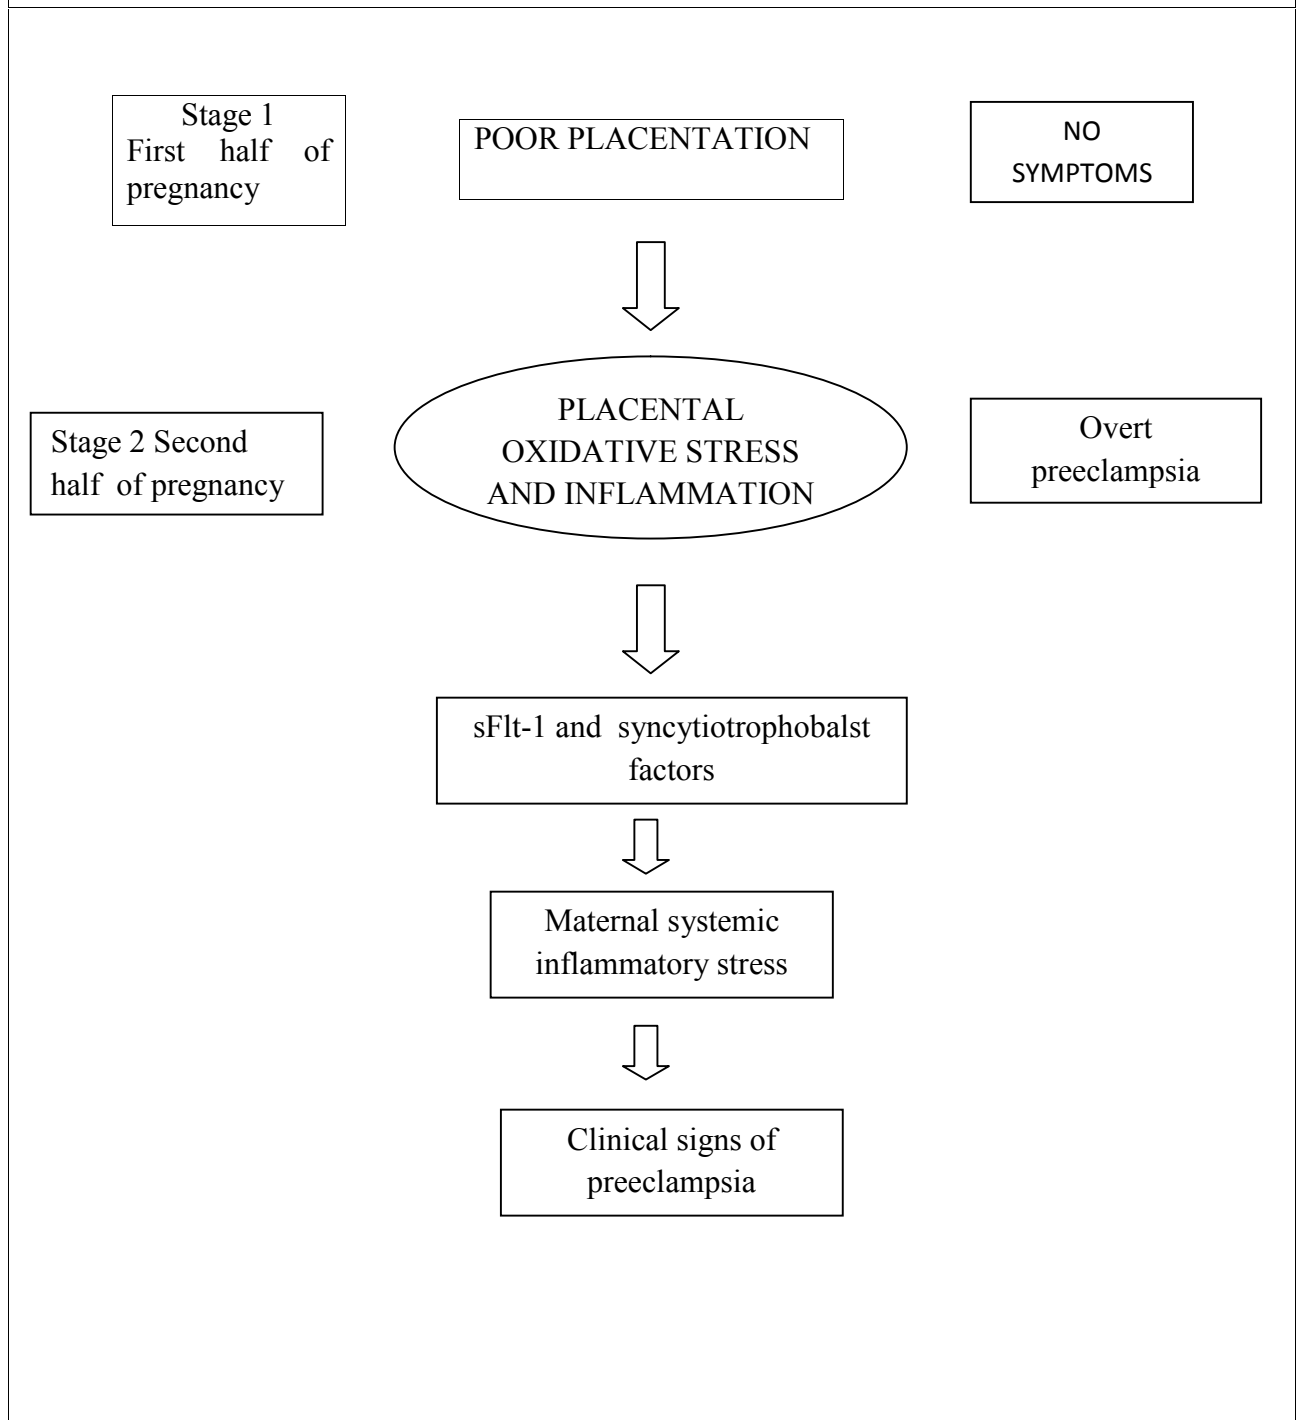 Stage 1
First half of
pregnancy
POOR PLACENTATION
NO
SYMPTOMS
Stage 2 Second
half of pregnancy
PLACENTAL
OXIDATIVE STRESS
AND INFLAMMATION
Overt
preeclampsia
sFlt-1 and syncytiotrophobalst
factors
Maternal systemic
inflammatory stress
Clinical signs of
preeclampsia